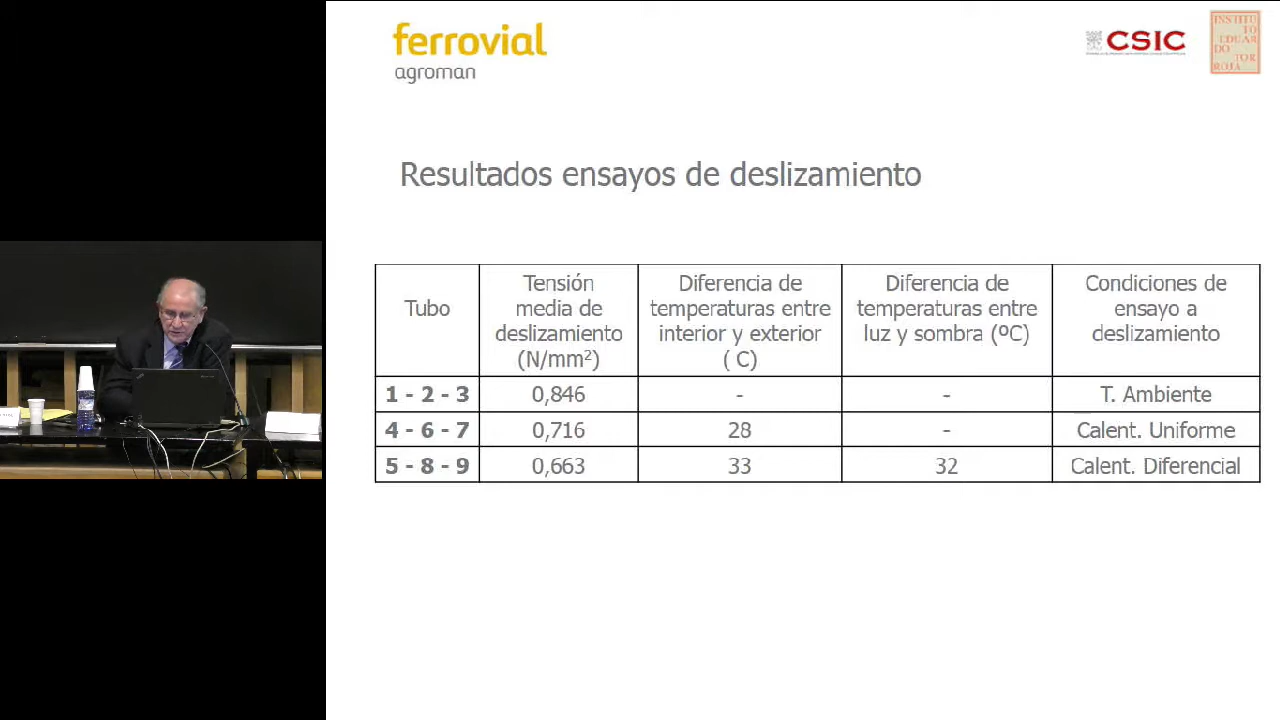 ferrovial
agroman
CSIC
INSTITU
TO
EDUAR
DO
TOR
ROJA
Resultados ensayos de deslizamiento
Tubo
Tensión
media de
deslizamiento
(N/mm²)
Diferencia de
temperaturas entre
interior y exterior
( C)
Diferencia de
temperaturas entre
luz y sombra (ºC)
Condiciones de
ensayo a
deslizamiento
1 - 2 - 3 0,846 - - T. Ambiente
4 - 6 - 7 0,716 28 - Calent. Uniforme
5 - 8 - 9 0,663 33 32 Calent. Diferencial